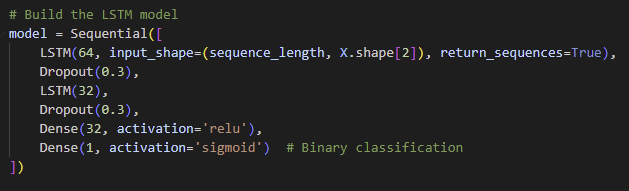 # Build the LSTM model
model = Sequential([
    LSTM(64, input_shape=(sequence_length, X.shape[2]), return_sequences=True),
    Dropout(0.3),
    LSTM(32),
    Dropout(0.3),
    Dense(32, activation='relu'),
    Dense(1, activation='sigmoid')  # Binary classification
])